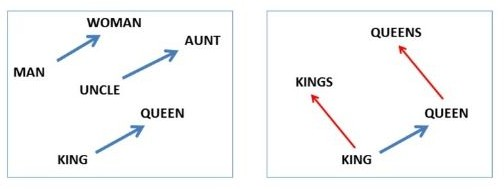 WOMAN
AUNT
MAN
UNCLE
QUEEN
KING
QUEENS
KINGS
QUEEN
KING